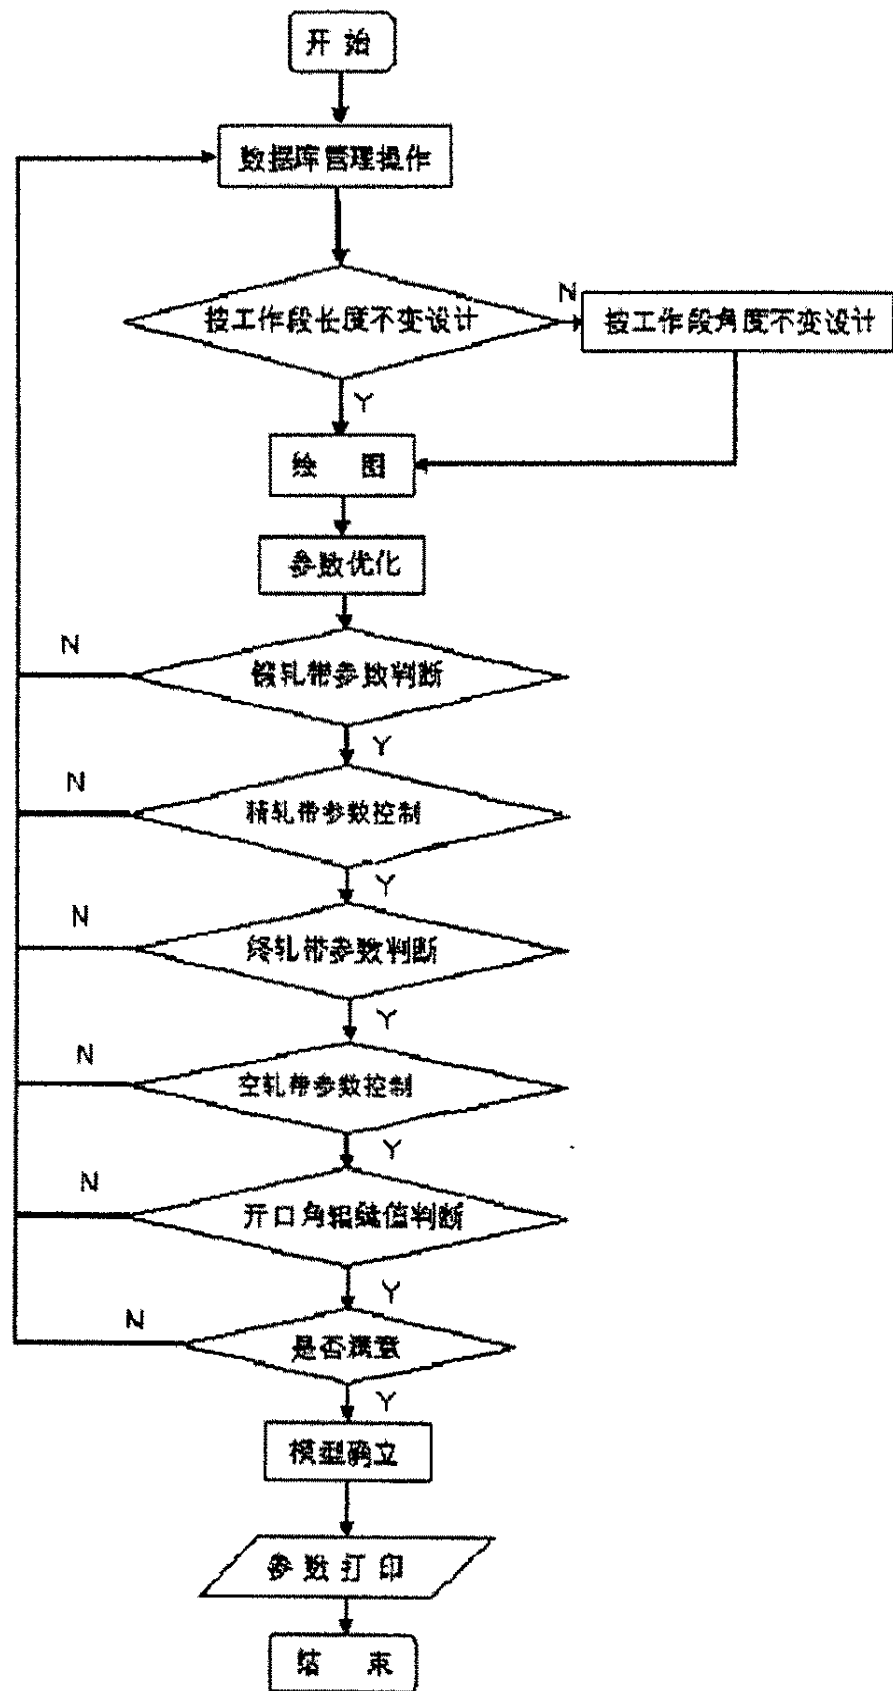 开 始
数据库管理操作
按工作段长度不变设计
N
按工作段角度不变设计
Y
绘 图
参数优化
N
锻轧带参数判断
Y
N
精轧带参数控制
Y
N
终轧带参数判断
Y
N
空轧带参数控制
Y
N
开口角辊缝值判断
Y
N
是否满意
Y
模型确立
参数打印
结 束